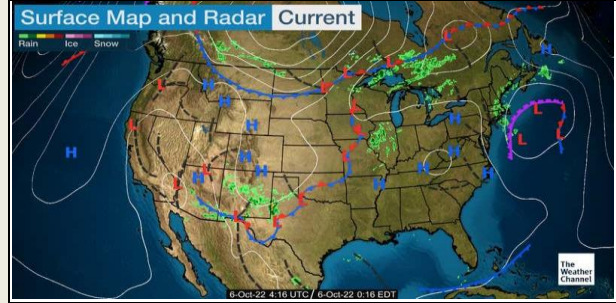 Surface Map and Radar Current
Rain Ice Snow
H H H H H H H H H H H H H
L L L L L L L L L L L L L L L L L
The
Weather
Channel
6-Oct-22 4:16 UTC / 6-Oct-22 0:16 EDT